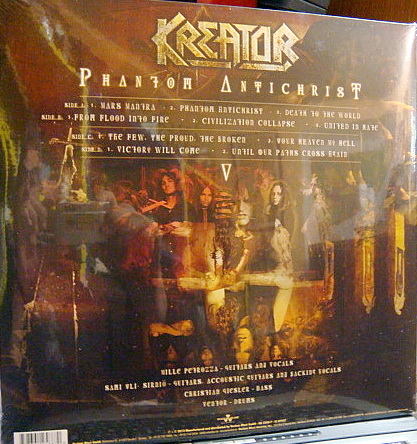 KREATOR
PHANTOM ANTICHRIST
SIDE A: 1. MARS MANTRA - 2. PHANTOM ANTICHRIST - 3. DEATH TO THE WORLD
SIDE B: 1. FROM FLOOD INTO FIRE - 2. CIVILIZATION COLLAPSE - 3. UNITED IN HATE
SIDE C: 1. THE FEW, THE PROUD, THE BROKEN - 2. YOUR HEAVEN MY HELL
SIDE D: 1. VICTORY WILL COME - 2. UNTIL OUR PATHS CROSS AGAIN
MILLE PETROZZA - GUITARS AND VOCALS
SAMI YLI-SIRNIÖ - GUITARS, ACCOUSTIC GUITARS AND BACKING VOCALS
CHRISTIAN GIESLER - BASS
VENTOR - DRUMS